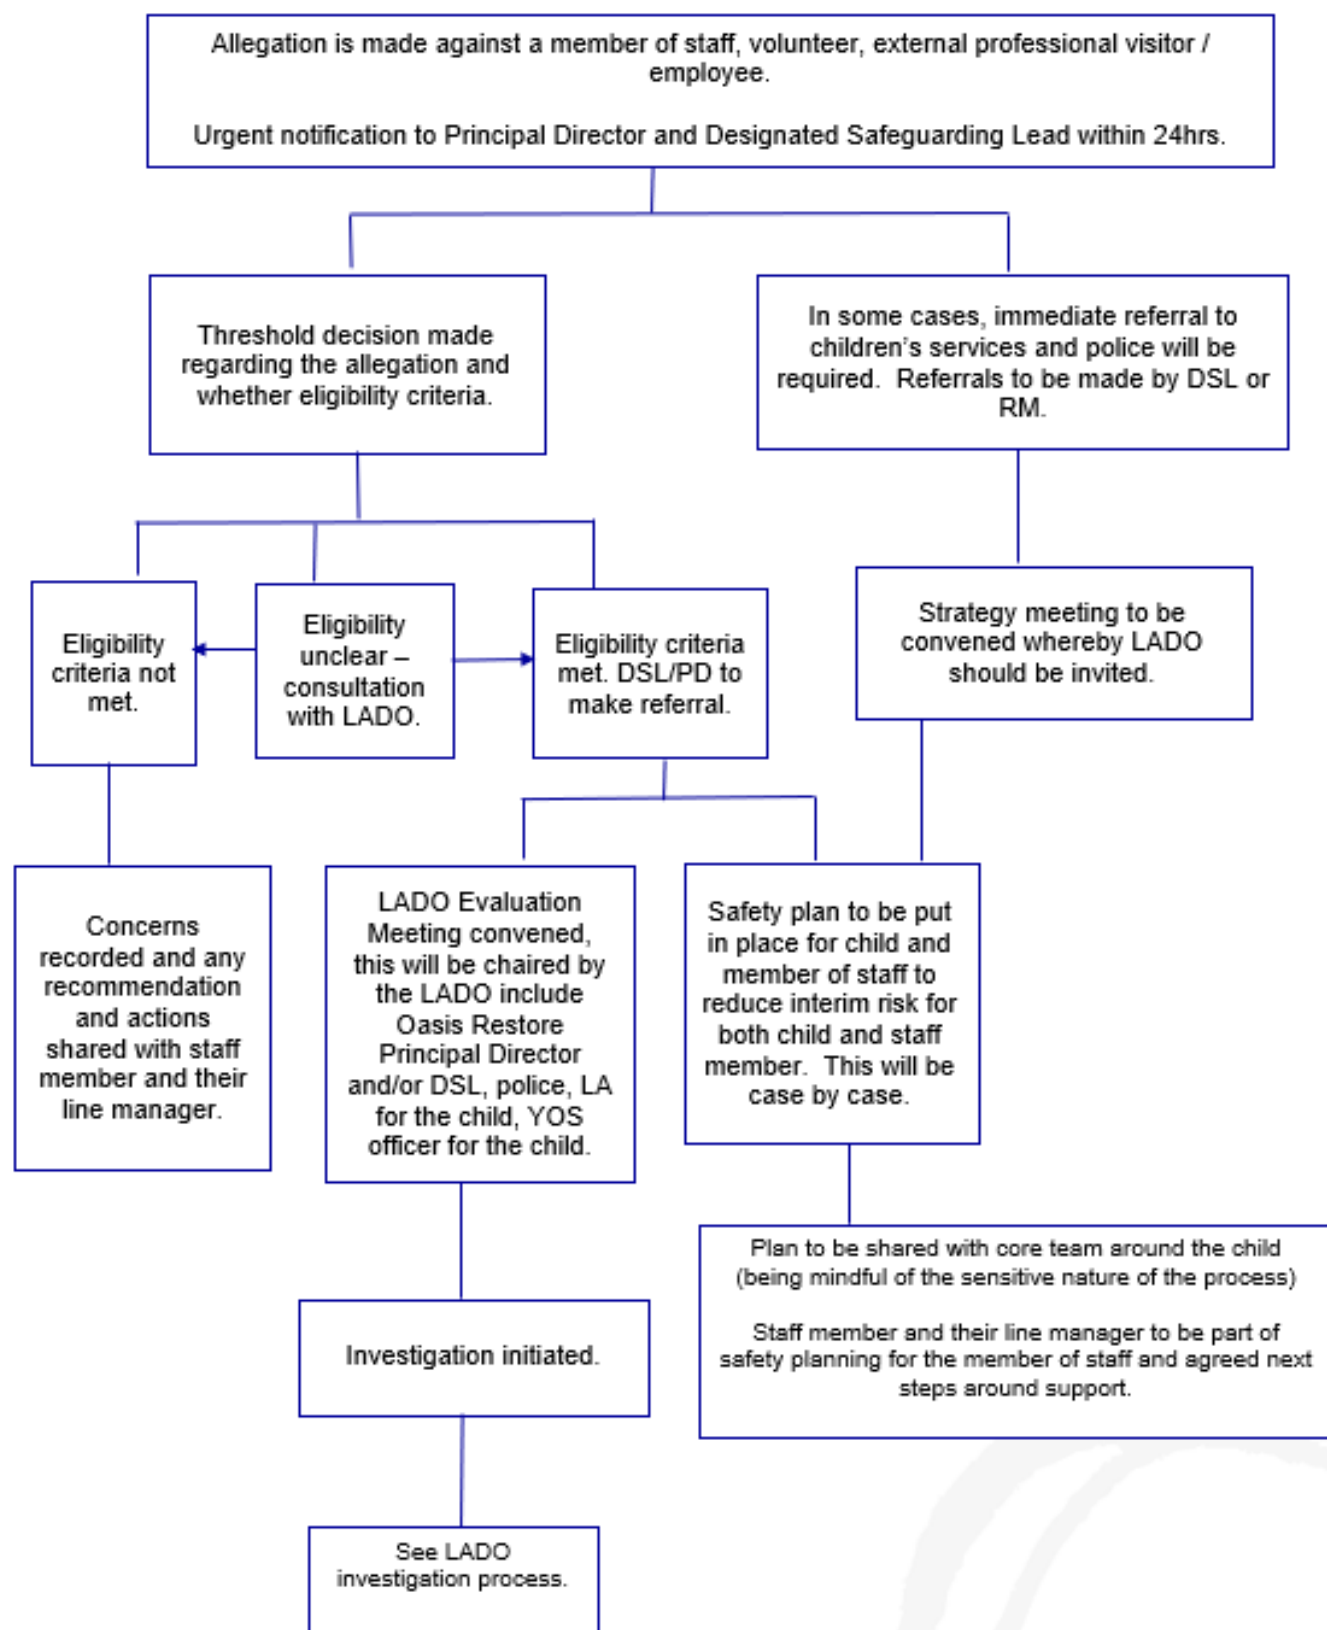 Allegation is made against a member of staff, volunteer, external professional visitor /
employee.
Urgent notification to Principal Director and Designated Safeguarding Lead within 24hrs.
Threshold decision made
regarding the allegation and
whether eligibility criteria.
In some cases, immediate referral to
children's services and police will be
required.  Referrals to be made by DSL or
RM.
Eligibility
criteria not
met.
Eligibility
unclear –
consultation
with LADO.
Eligibility criteria
met. DSL/PD to
make referral.
Strategy meeting to be
convened whereby LADO
should be invited.
Concerns
recorded and any
recommendation
and actions
shared with staff
member and their
line manager.
LADO Evaluation
Meeting convened,
this will be chaired by
the LADO include
Oasis Restore
Principal Director
and/or DSL, police, LA
for the child, YOS
officer for the child.
Safety plan to be put
in place for child and
member of staff to
reduce interim risk for
both child and staff
member.  This will be
case by case.
Plan to be shared with core team around the child
(being mindful of the sensitive nature of the process)
Staff member and their line manager to be part of
safety planning for the member of staff and agreed next
steps around support.
Investigation initiated.
See LADO
investigation process.